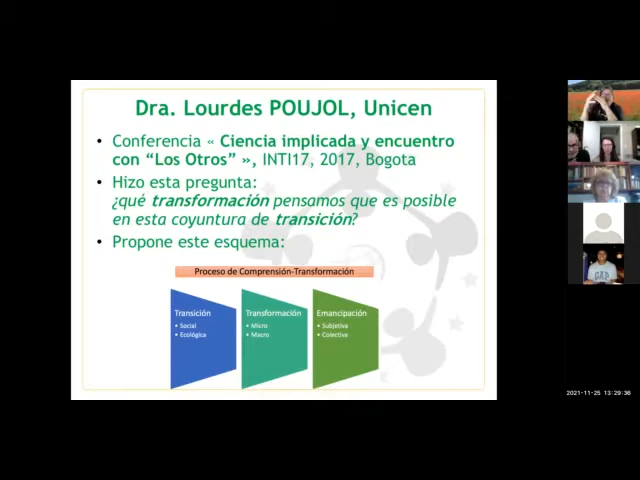 Dra. Lourdes POUJOL, Unicen
• Conferencia « Ciencia implicada y encuentro
con “Los Otros” », INTI17, 2017, Bogota
• Hizo esta pregunta:
¿qué transformación pensamos que es posible
en esta coyuntura de transición?
• Propone este esquema:
Proceso de Comprensión-Transformación
Transición
• Social
• Ecológica
Transformación
• Micro
• Macro
Emancipación
• Subjetiva
• Colectiva
GAP
2021-11-25 13:29:36